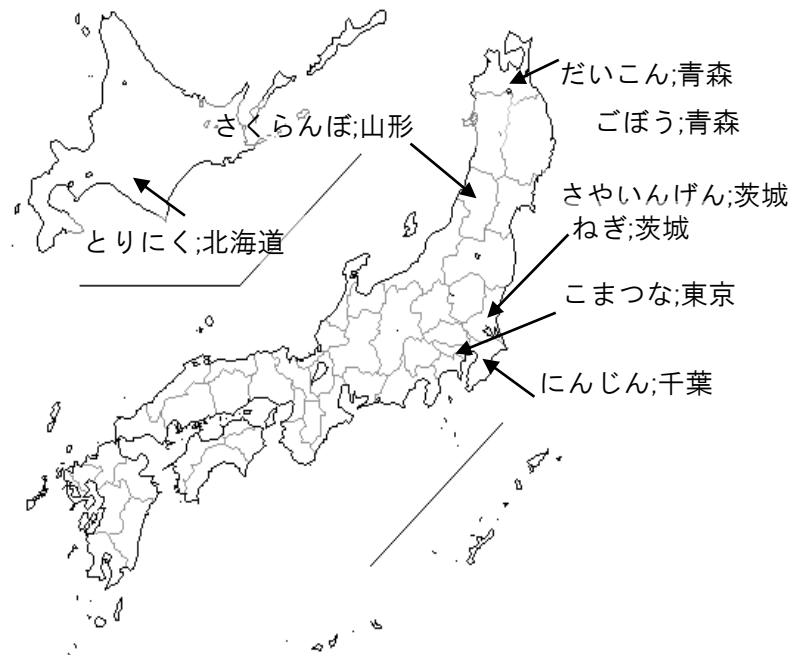 だいこん;青森
ごぼう;青森
さくらんぼ;山形
さやいんげん;茨城
ねぎ;茨城
とりにく;北海道
こまつな;東京
にんじん;千葉